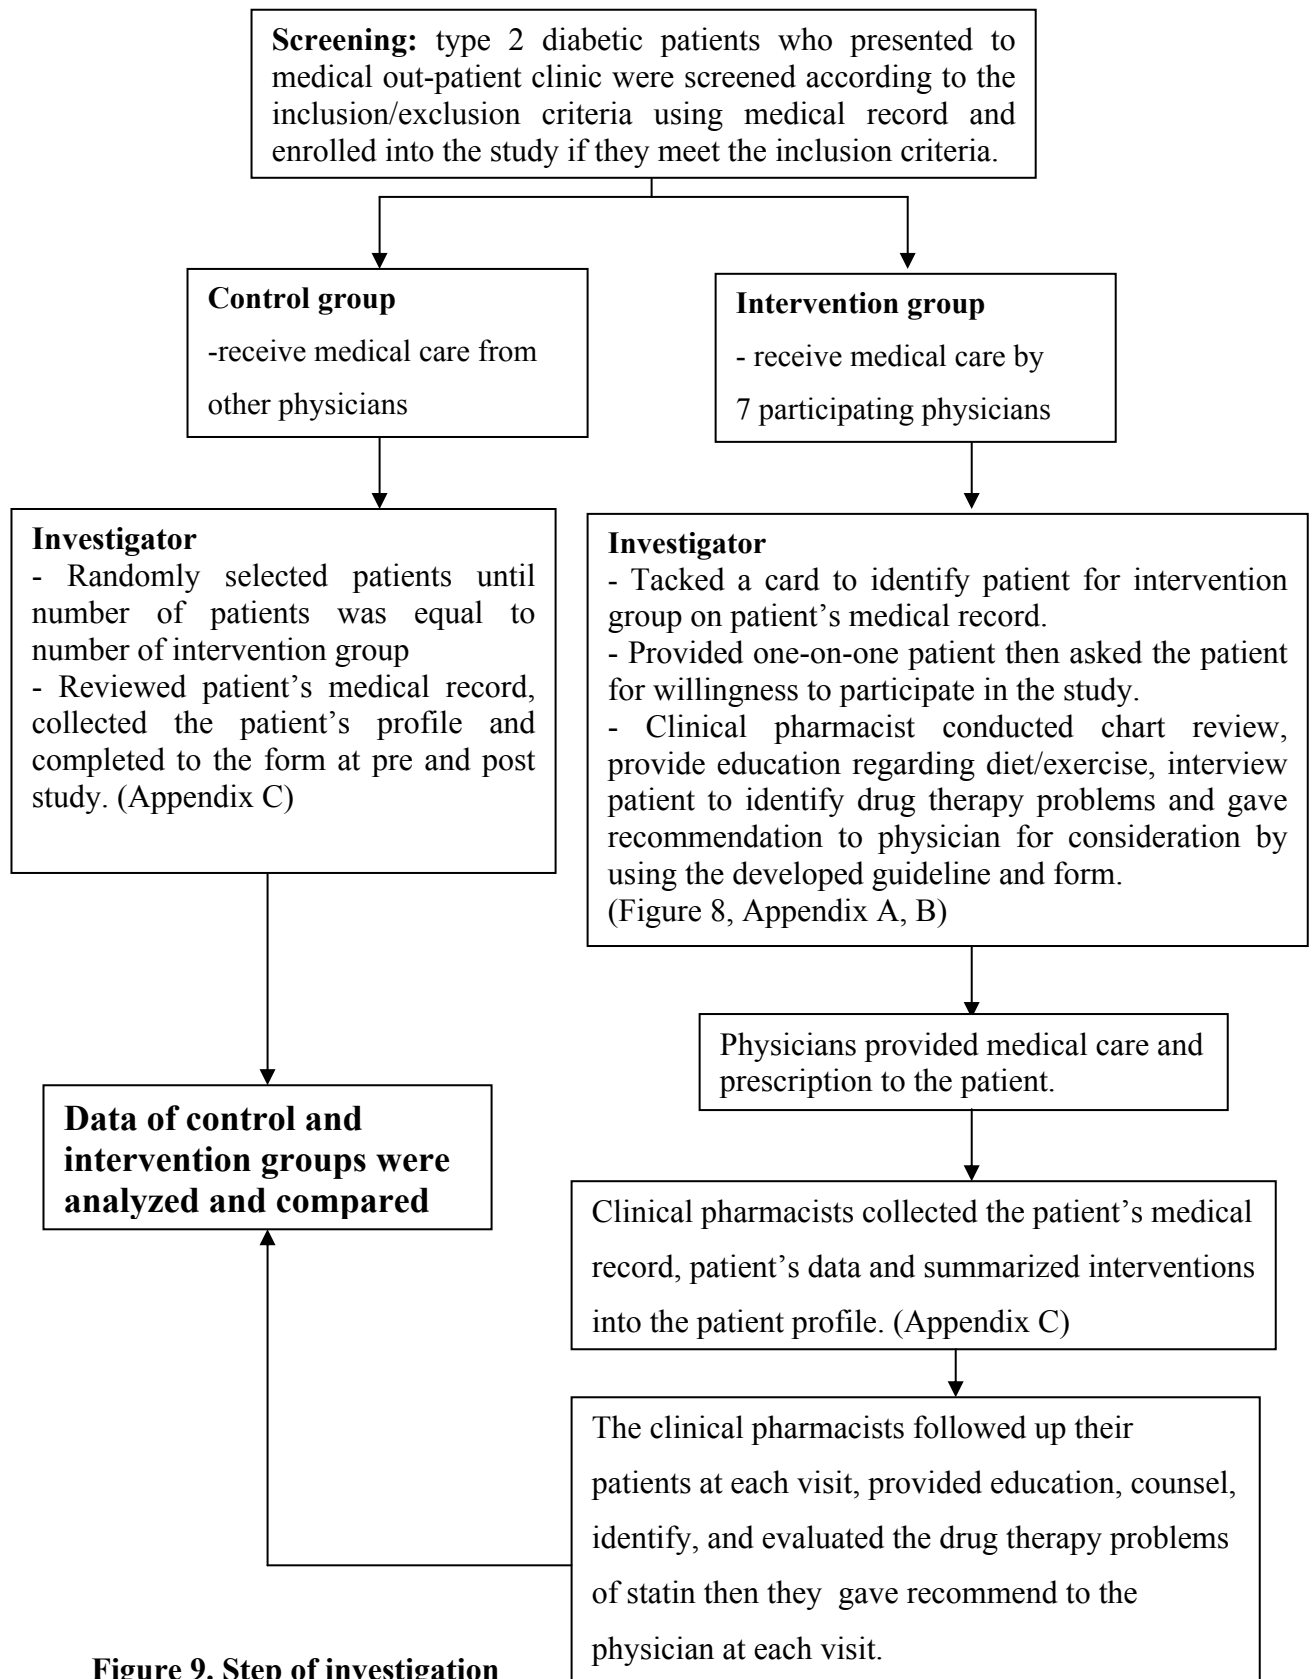 Screening: type 2 diabetic patients who presented to
medical out-patient clinic were screened according to the
inclusion/exclusion criteria using medical record and
enrolled into the study if they meet the inclusion criteria.
Control group
-receive medical care from
other physicians
Intervention group
- receive medical care by
7 participating physicians
Investigator
- Randomly selected patients until
number of patients was equal to
number of intervention group
- Reviewed patient’s medical record,
collected the patient’s profile and
completed to the form at pre and post
study. (Appendix C)
Investigator
- Tacked a card to identify patient for intervention
group on patient’s medical record.
- Provided one-on-one patient then asked the patient
for willingness to participate in the study.
- Clinical pharmacist conducted chart review,
provide education regarding diet/exercise, interview
patient to identify drug therapy problems and gave
recommendation to physician for consideration by
using the developed guideline and form.
(Figure 8, Appendix A, B)
Physicians provided medical care and
prescription to the patient.
Data of control and
intervention groups were
analyzed and compared
Clinical pharmacists collected the patient’s medical
record, patient’s data and summarized interventions
into the patient profile. (Appendix C)
The clinical pharmacists followed up their
patients at each visit, provided education, counsel,
identify, and evaluated the drug therapy problems
of statin then they gave recommend to the
physician at each visit.
Figure 9. Step of investigation